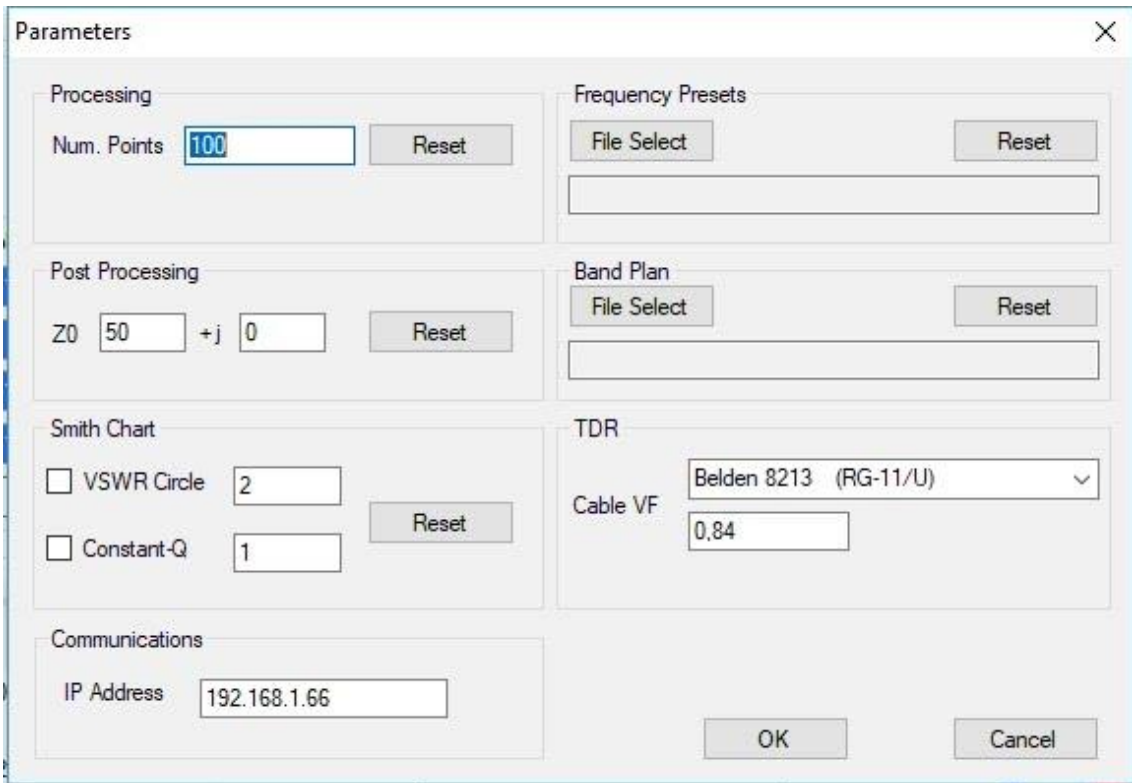 Parameters
Processing
Num. Points 100 Reset
Frequency Presets
File Select Reset
Post Processing
Z0 50 +j 0 Reset
Band Plan
File Select Reset
Smith Chart
VSWR Circle 2
Constant-Q 1
Reset
TDR
Cable VF
Belden 8213 (RG-11/U)
0,84
Communications
IP Address 192.168.1.66
OK Cancel